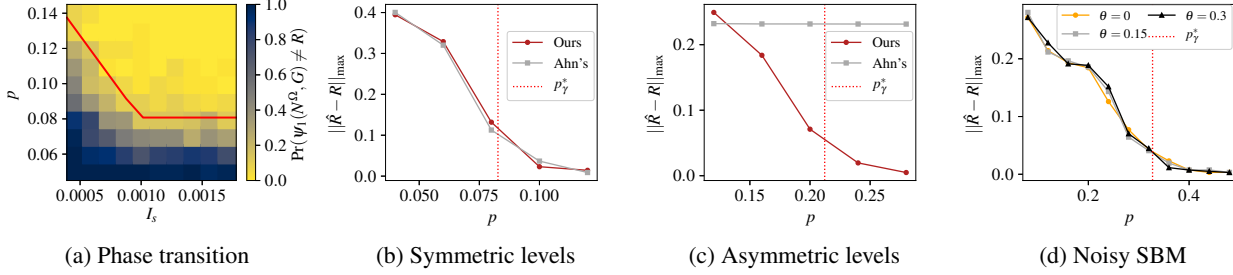 0.14
0.12
0.10
0.08
0.06
p
0.0005 0.0010 0.0015
I_s
1.0
0.8
0.6
0.4
0.2
0.0
Pr(ψ₁(N^Ω, G) ≠ R)
(a) Phase transition
0.4
0.3
0.2
0.1
0.0
||R̂ − R||_max
Ours
Ahn's
p*_γ
0.050 0.075 0.100
p
(b) Symmetric levels
0.2
0.1
0.0
||R̂ − R||_max
Ours
Ahn's
p*_γ
0.15 0.20 0.25
p
(c) Asymmetric levels
0.2
0.1
0.0
||R̂ − R||_max
θ = 0
θ = 0.15
θ = 0.3
p*_γ
0.2 0.4
p
(d) Noisy SBM